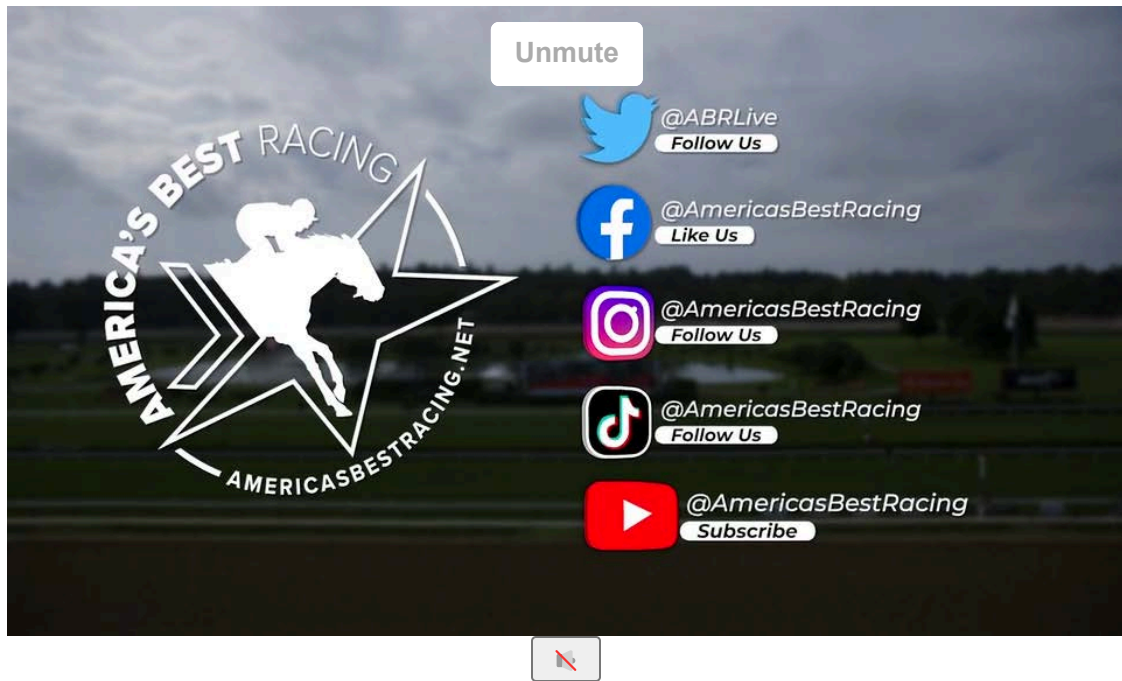 Unmute
AMERICA'S BEST RACING
AMERICASBESTRACING.NET
@ABRLive
Follow Us
@AmericasBestRacing
Like Us
@AmericasBestRacing
Follow Us
@AmericasBestRacing
Follow Us
@AmericasBestRacing
Subscribe